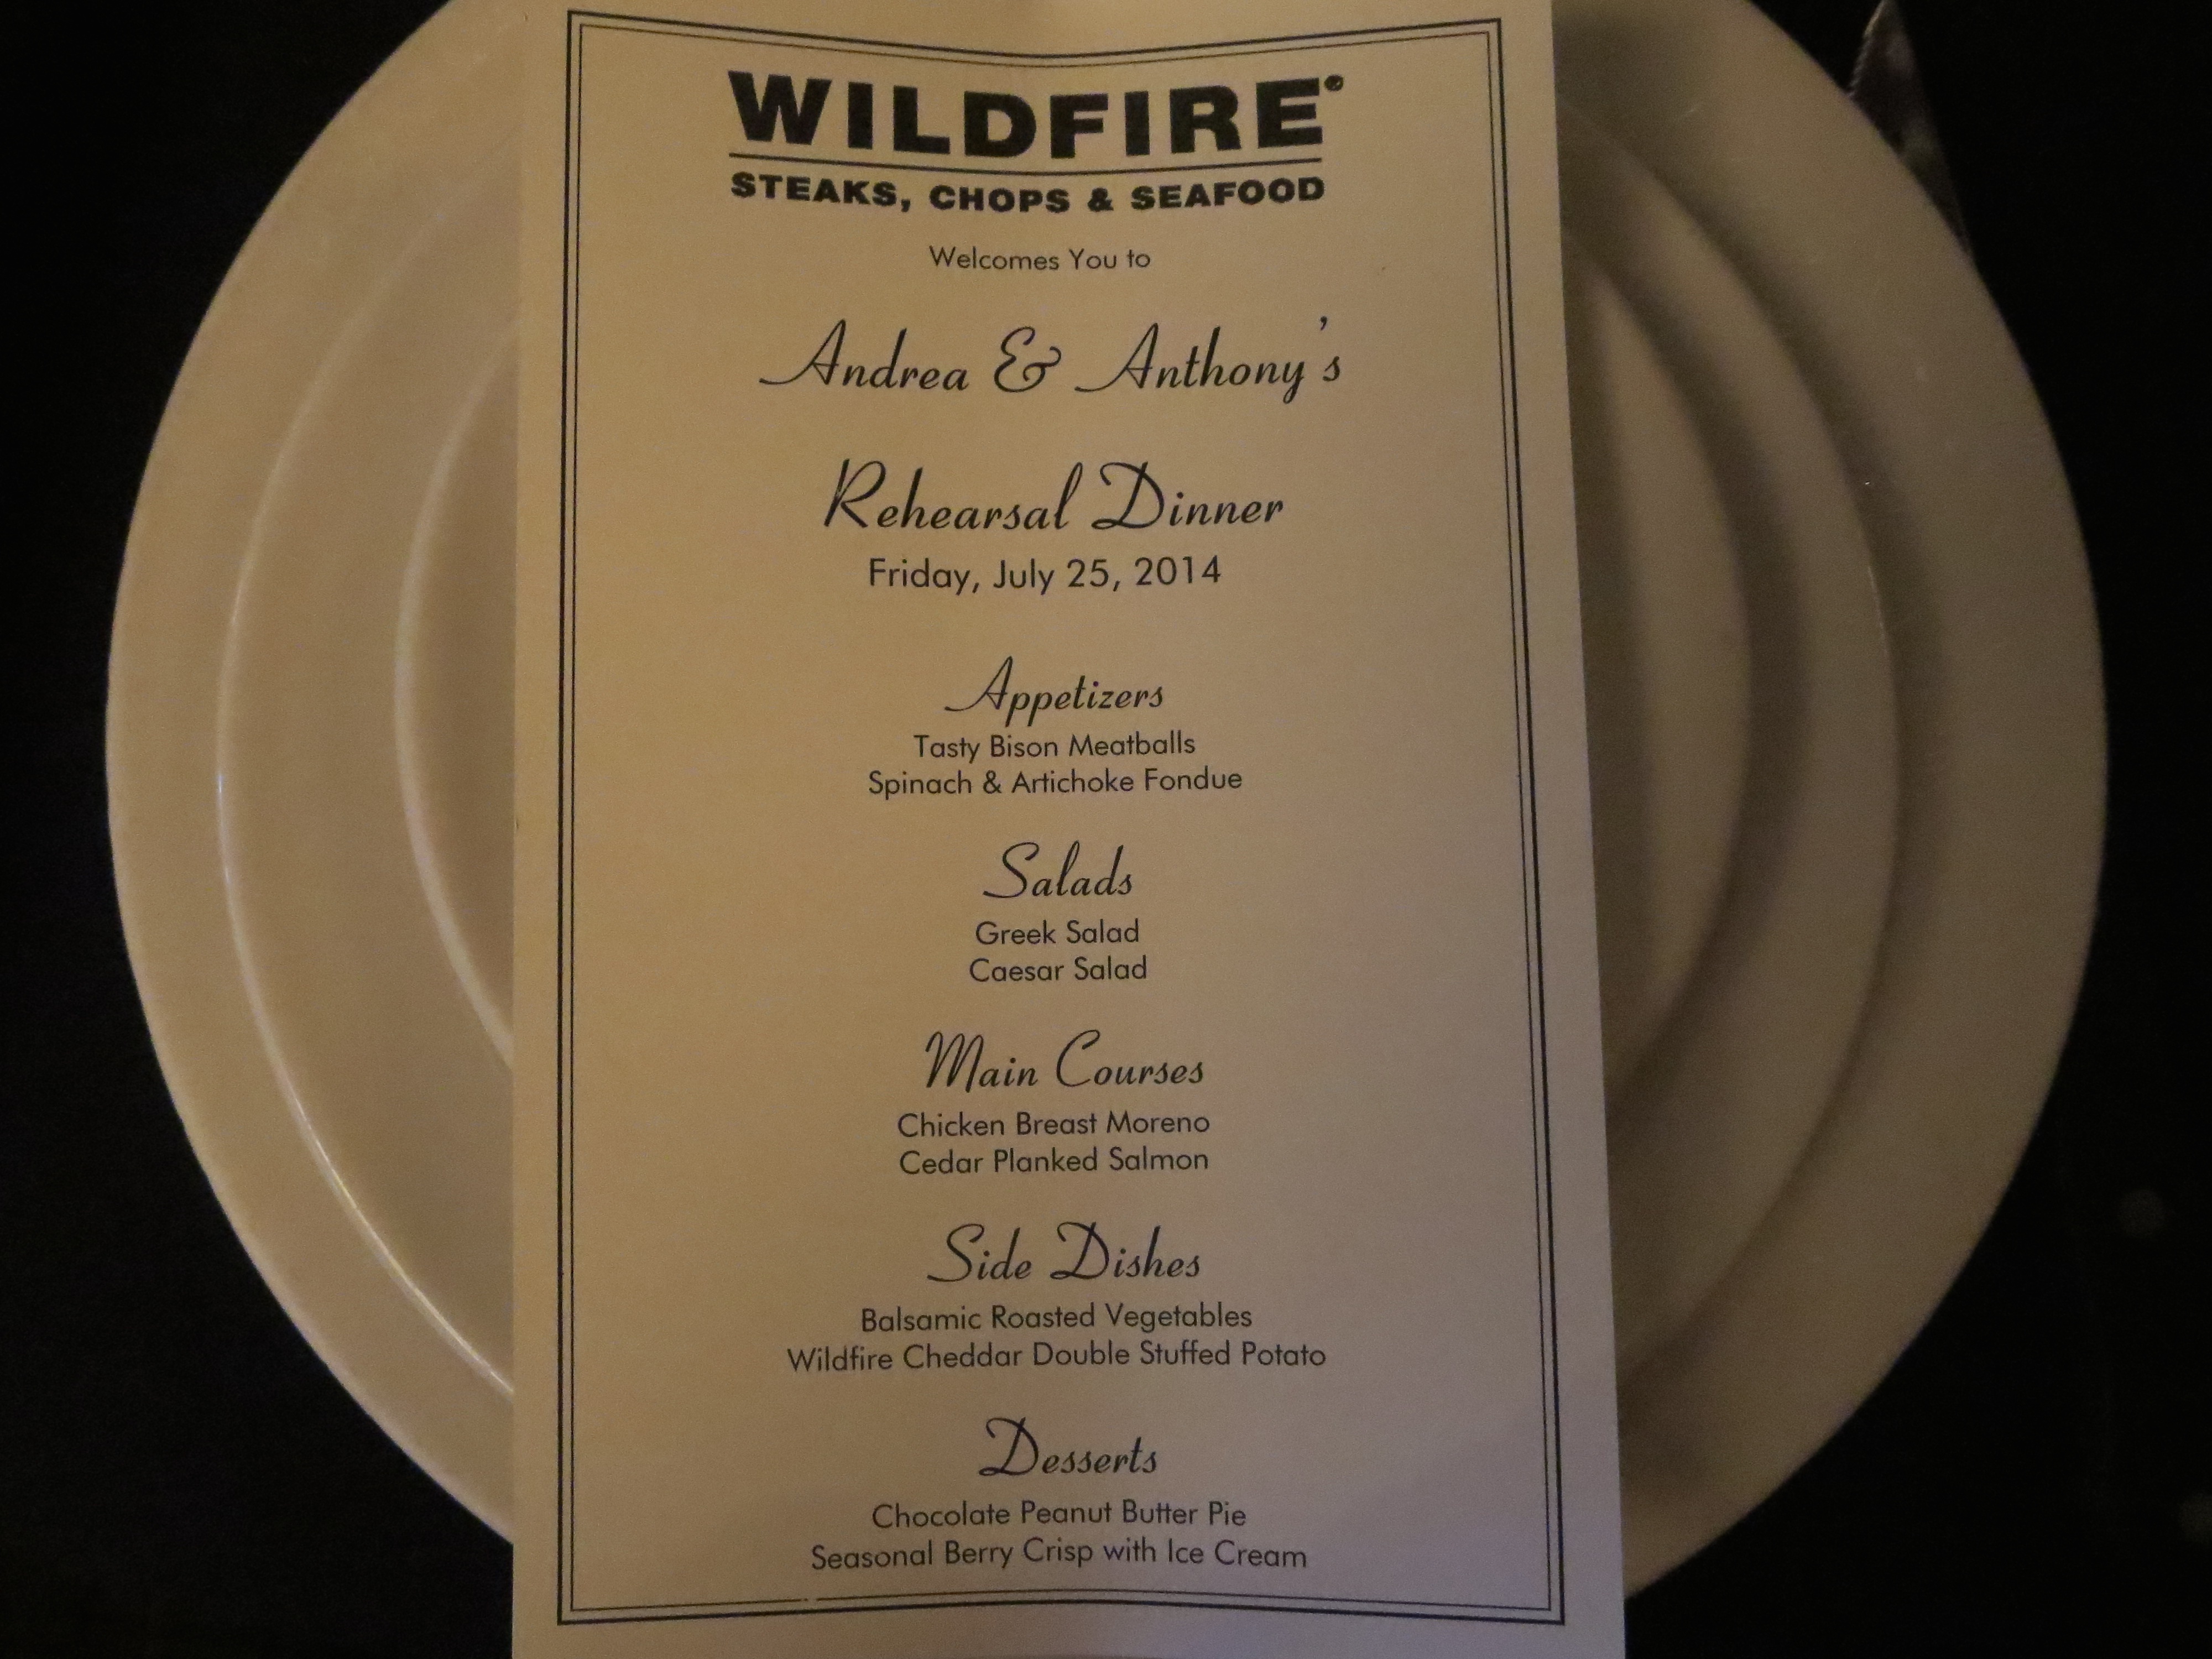 WILDFIRE®
STEAKS, CHOPS & SEAFOOD
Welcomes You to
Andrea & Anthony's
Rehearsal Dinner
Friday, July 25, 2014
Appetizers
Tasty Bison Meatballs
Spinach & Artichoke Fondue
Salads
Greek Salad
Caesar Salad
Main Courses
Chicken Breast Moreno
Cedar Planked Salmon
Side Dishes
Balsamic Roasted Vegetables
Wildfire Cheddar Double Stuffed Potato
Desserts
Chocolate Peanut Butter Pie
Seasonal Berry Crisp with Ice Cream